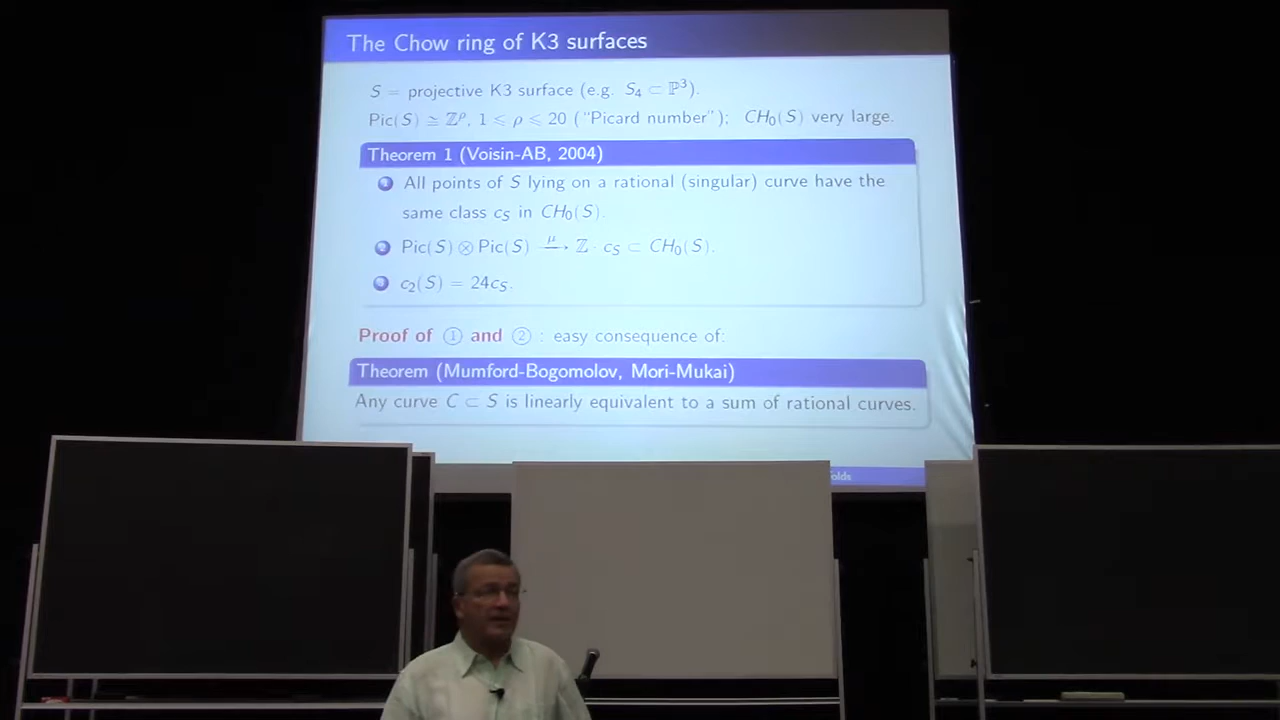 The Chow ring of K3 surfaces
S = projective K3 surface (e.g. S₄ ⊂ ℙ³).
Pic(S) ≅ ℤ^ρ, 1 ⩽ ρ ⩽ 20 ("Picard number"); CH₀(S) very large.
Theorem 1 (Voisin-AB, 2004)
1 All points of S lying on a rational (singular) curve have the
same class c_S in CH₀(S).
2 Pic(S) ⊗ Pic(S) —μ→ ℤ · c_S ⊂ CH₀(S).
3 c₂(S) = 24c_S.
Proof of ① and ② : easy consequence of:
Theorem (Mumford-Bogomolov, Mori-Mukai)
Any curve C ⊂ S is linearly equivalent to a sum of rational curves.